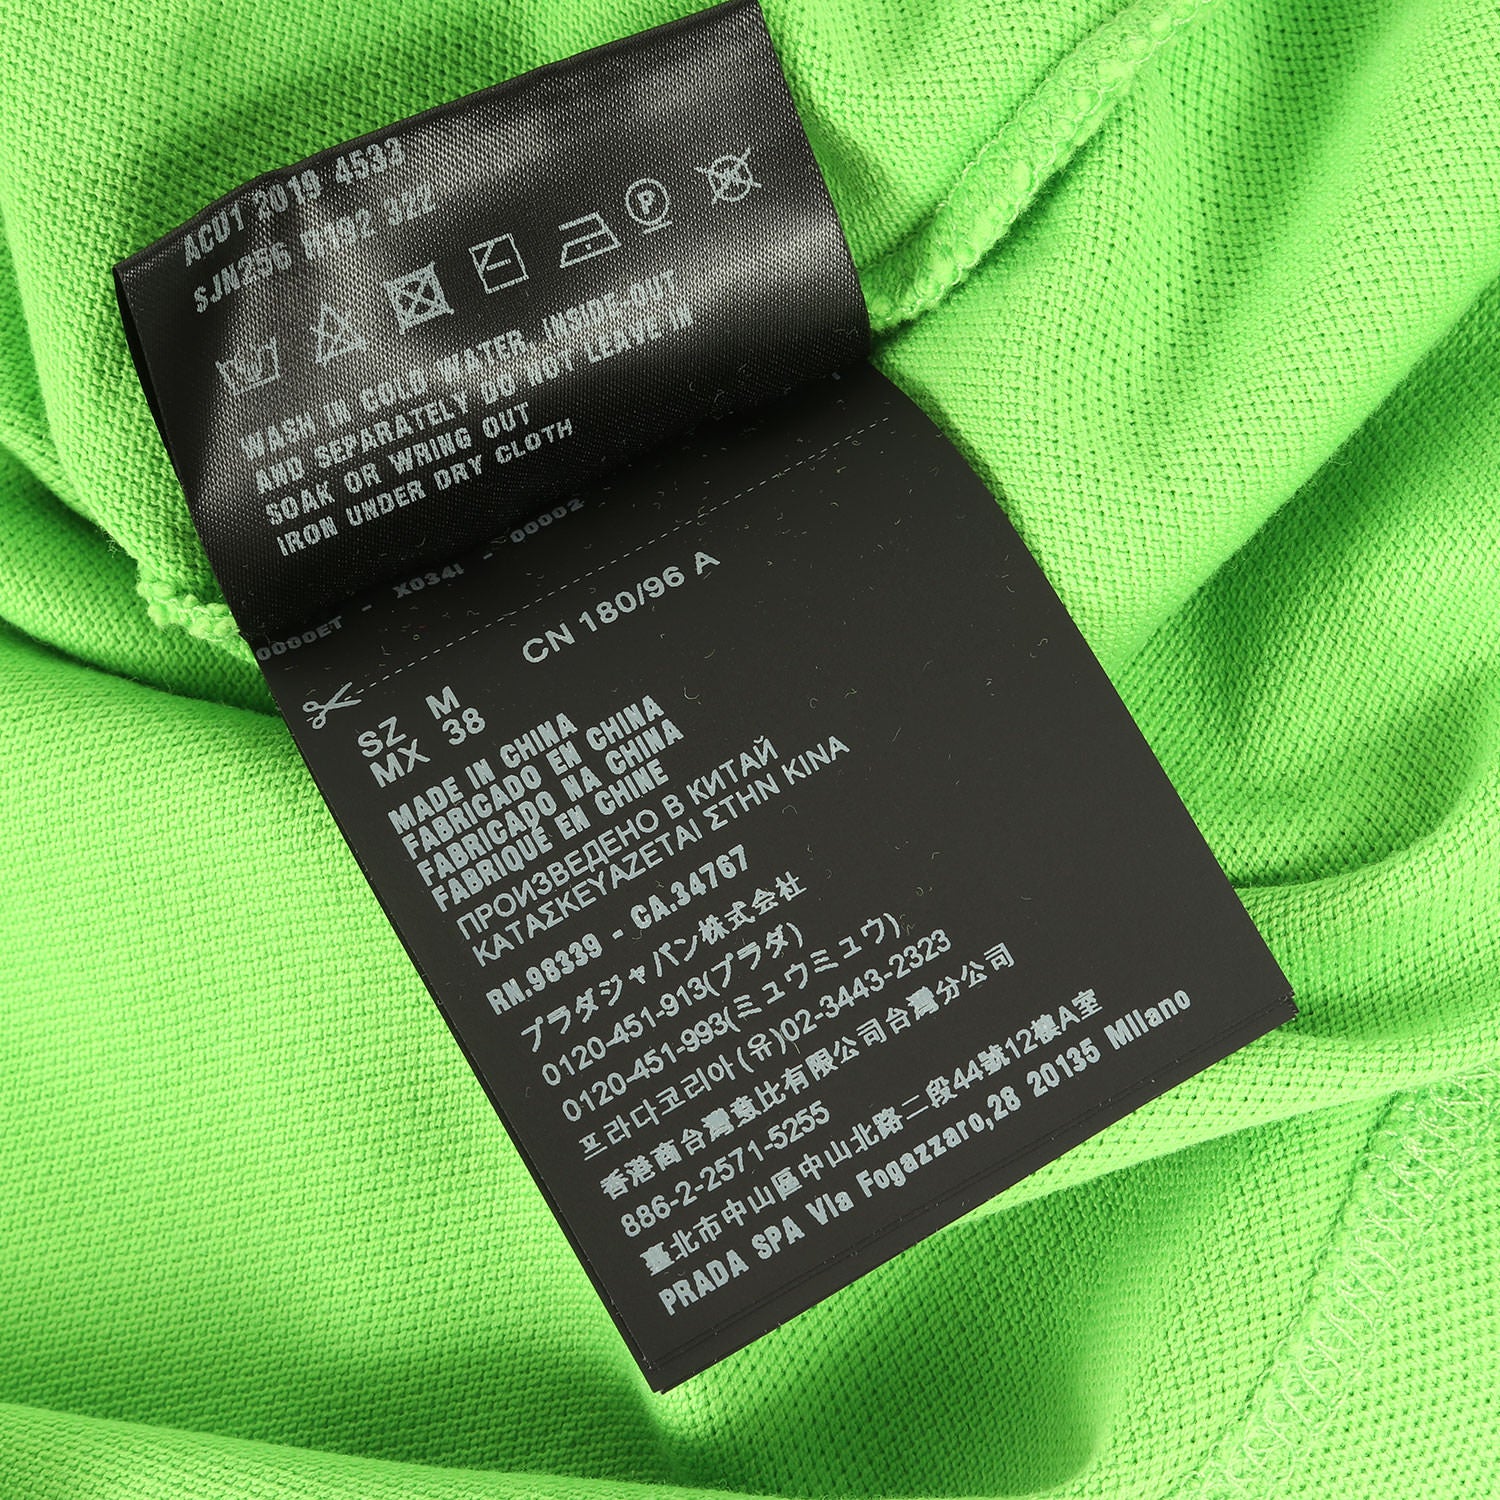 ACU1 2019 4533
SJN256 322
P
WASH IN COLD WATER, INSIDE-OUT
AND SEPARATELY DO NOT LEAVE N
SOAK OR WRING OUT
IRON UNDER DRY CLOTH
0000ET - X034I - 00002
CN 180/96 A
SZ M
MX 38
MADE IN CHINA
FABRICADO EN CHINA
FABRICADO NA CHINA
FABRIQUÉ EN CHINE
ПРОИЗВЕДЕНО В КИТАЙ
ΚΑΤΑΣΚΕΥΑΖΕΤΑΙ ΣΤΗΝ ΚΙΝΑ
RN.98339 - CA.34767
プラダジャパン株式会社
0120-451-913(プラダ)
0120-451-993(ミュウミュウ)
프라다코리아(유)02-3443-2323
香港商台灣意比有限公司台灣分公司
886-2-2571-5255
臺北市中山區中山北路二段44號12樓A室
PRADA SPA Via Fogazzaro,28 20135 Milano